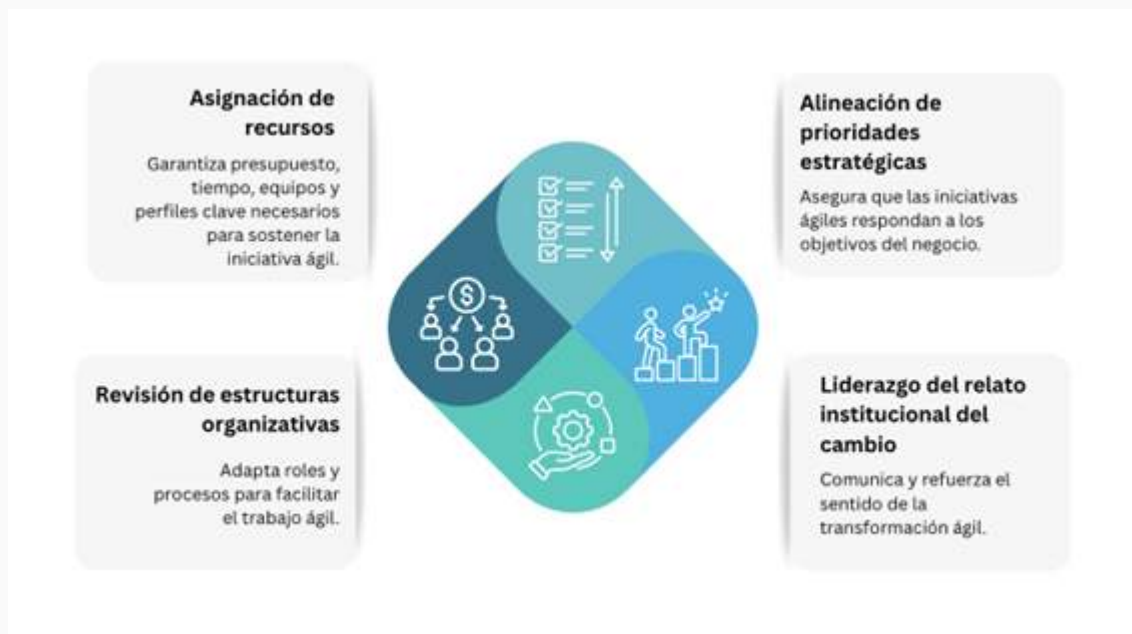 Asignación de
recursos
Garantiza presupuesto,
tiempo, equipos y
perfiles clave necesarios
para sostener la
iniciativa ágil.
Alineación de
prioridades
estratégicas
Asegura que las iniciativas
ágiles respondan a los
objetivos del negocio.
Revisión de estructuras
organizativas
Adapta roles y
procesos para facilitar
el trabajo ágil.
Liderazgo del relato
institucional del
cambio
Comunica y refuerza el
sentido de la
transformación ágil.
$